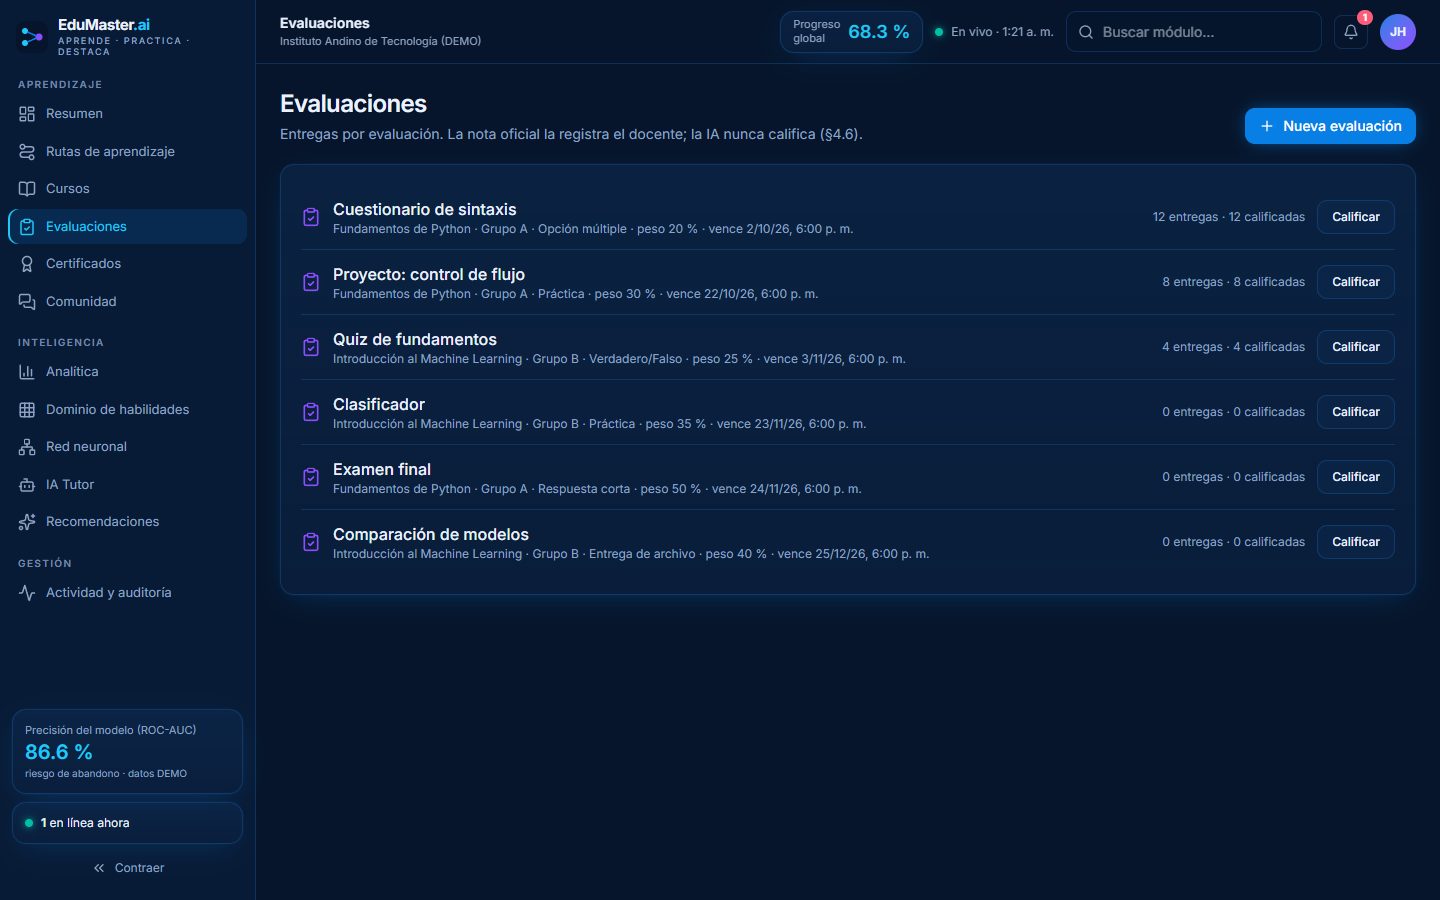 EduMaster.ai
APRENDE · PRACTICA ·
DESTACA
APRENDIZAJE
Resumen
Rutas de aprendizaje
Cursos
Evaluaciones
Certificados
Comunidad
INTELIGENCIA
Analítica
Dominio de habilidades
Red neuronal
IA Tutor
Recomendaciones
GESTIÓN
Actividad y auditoría
Precisión del modelo (ROC-AUC)
86.6 %
riesgo de abandono · datos DEMO
1 en línea ahora
Contraer
Evaluaciones
Instituto Andino de Tecnología (DEMO)
Progreso
global
68.3 %
En vivo · 1:21 a. m.
Buscar módulo...
1
JH
Evaluaciones
Entregas por evaluación. La nota oficial la registra el docente; la IA nunca califica (§4.6).
Nueva evaluación
Cuestionario de sintaxis
Fundamentos de Python · Grupo A · Opción múltiple · peso 20 % · vence 2/10/26, 6:00 p. m.
12 entregas · 12 calificadas
Calificar
Proyecto: control de flujo
Fundamentos de Python · Grupo A · Práctica · peso 30 % · vence 22/10/26, 6:00 p. m.
8 entregas · 8 calificadas
Calificar
Quiz de fundamentos
Introducción al Machine Learning · Grupo B · Verdadero/Falso · peso 25 % · vence 3/11/26, 6:00 p. m.
4 entregas · 4 calificadas
Calificar
Clasificador
Introducción al Machine Learning · Grupo B · Práctica · peso 35 % · vence 23/11/26, 6:00 p. m.
0 entregas · 0 calificadas
Calificar
Examen final
Fundamentos de Python · Grupo A · Respuesta corta · peso 50 % · vence 24/11/26, 6:00 p. m.
0 entregas · 0 calificadas
Calificar
Comparación de modelos
Introducción al Machine Learning · Grupo B · Entrega de archivo · peso 40 % · vence 25/12/26, 6:00 p. m.
0 entregas · 0 calificadas
Calificar